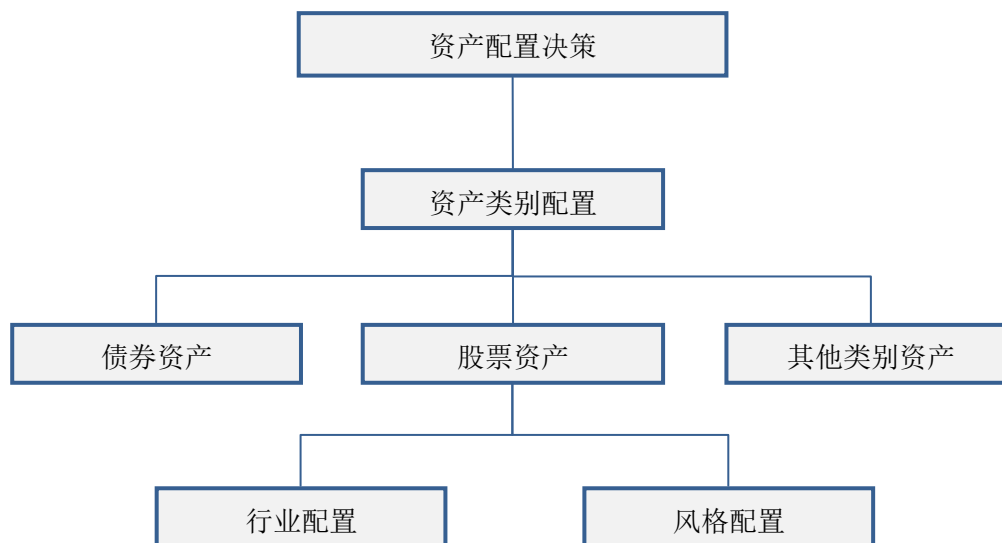 资产配置决策
资产类别配置
债券资产
股票资产
其他类别资产
行业配置
风格配置